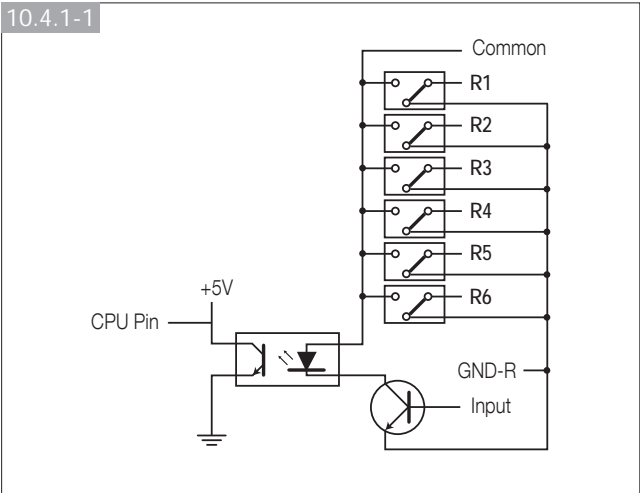 10.4.1-1
Common
R1
R2
R3
R4
R5
R6
+5V
CPU Pin
GND-R
Input